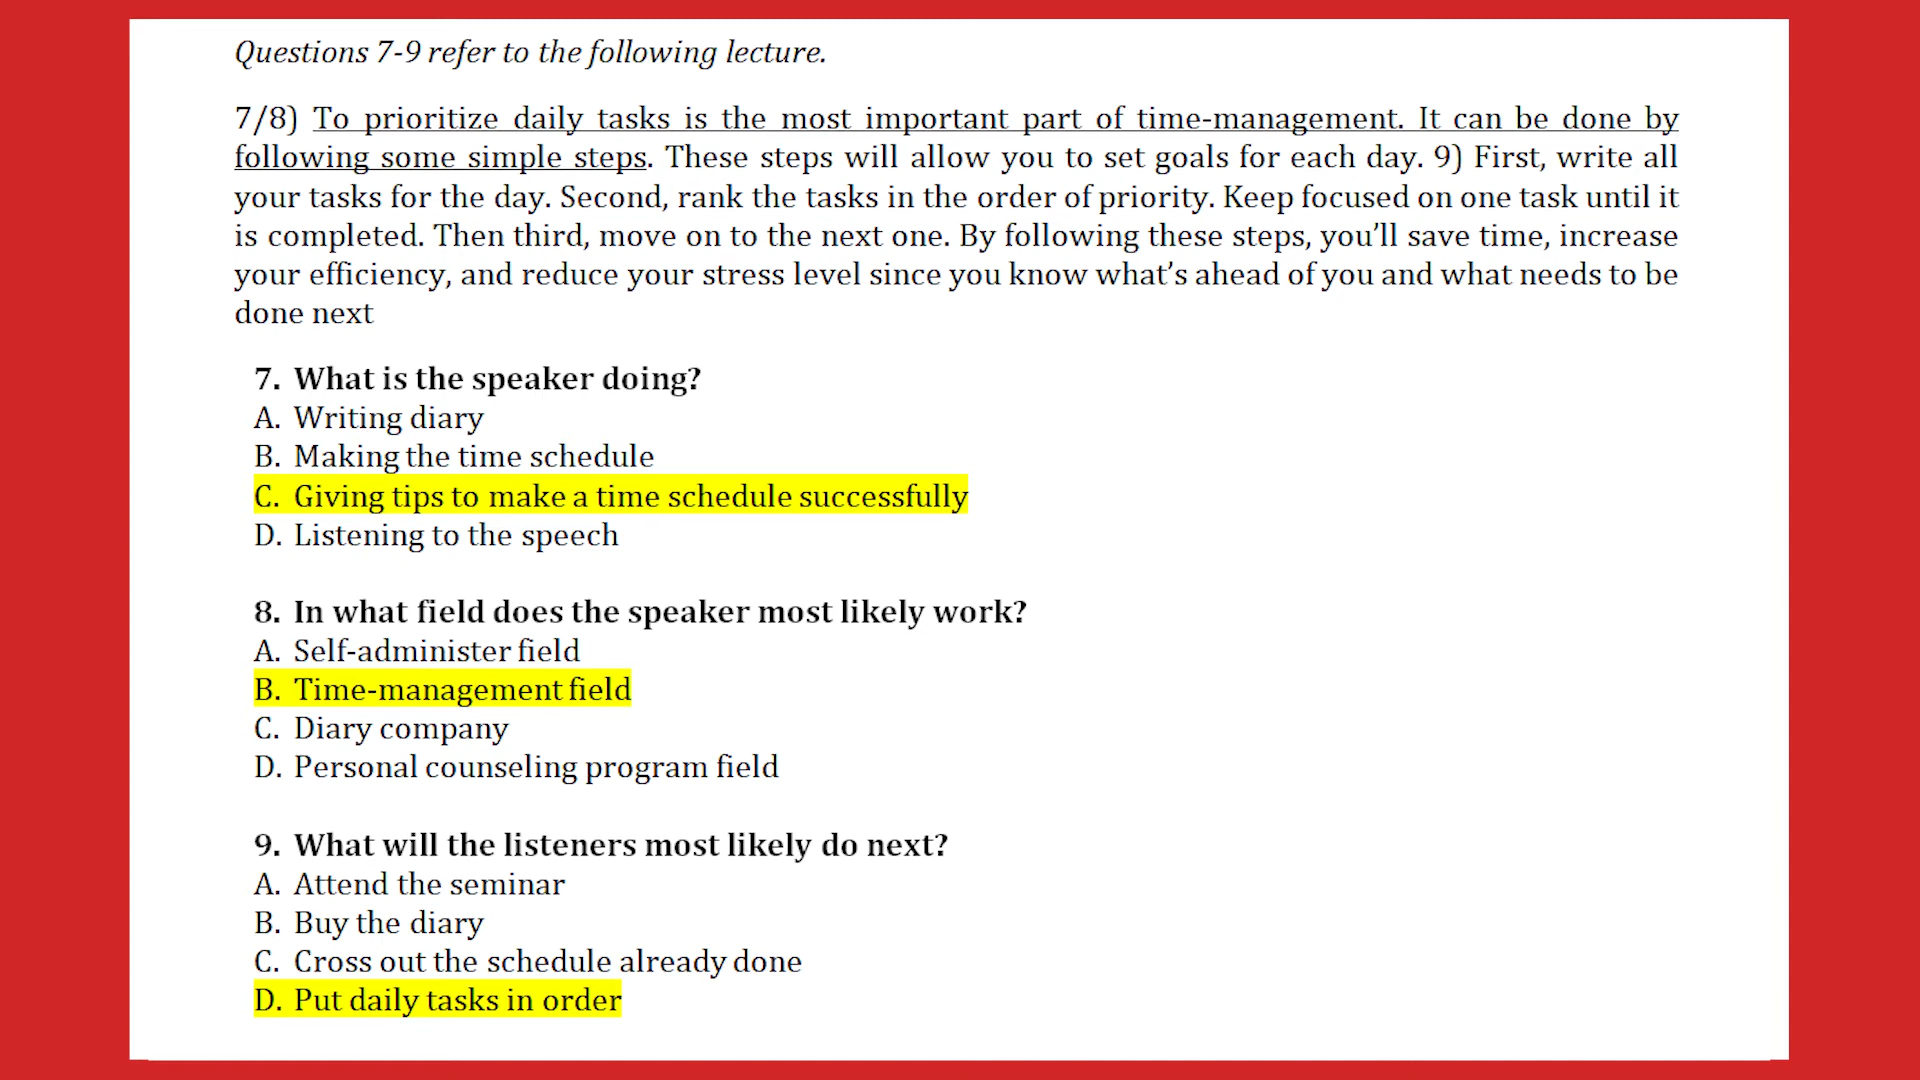 Questions 7-9 refer to the following lecture.
7/8) To prioritize daily tasks is the most important part of time-management. It can be done by
following some simple steps. These steps will allow you to set goals for each day. 9) First, write all
your tasks for the day. Second, rank the tasks in the order of priority. Keep focused on one task until it
is completed. Then third, move on to the next one. By following these steps, you’ll save time, increase
your efficiency, and reduce your stress level since you know what’s ahead of you and what needs to be
done next
7. What is the speaker doing?
A. Writing diary
B. Making the time schedule
C. Giving tips to make a time schedule successfully
D. Listening to the speech
8. In what field does the speaker most likely work?
A. Self-administer field
B. Time-management field
C. Diary company
D. Personal counseling program field
9. What will the listeners most likely do next?
A. Attend the seminar
B. Buy the diary
C. Cross out the schedule already done
D. Put daily tasks in order